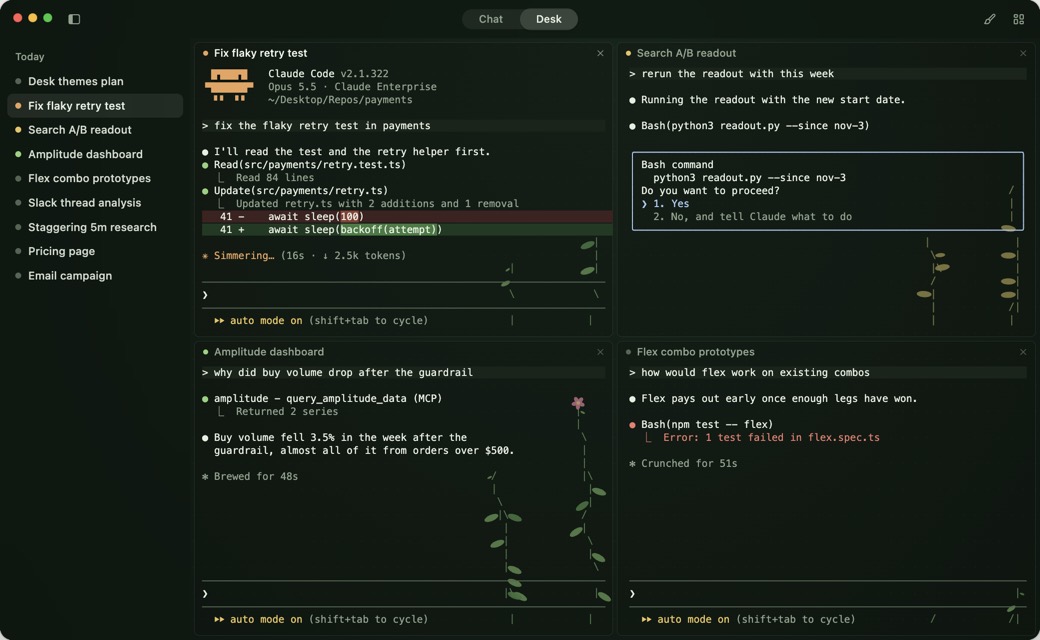 Chat
Desk
Today
Desk themes plan
Fix flaky retry test
Search A/B readout
Amplitude dashboard
Flex combo prototypes
Slack thread analysis
Staggering 5m research
Pricing page
Email campaign
Fix flaky retry test
Claude Code v2.1.322
Opus 5.5 · Claude Enterprise
~/Desktop/Repos/payments
> fix the flaky retry test in payments
● I'll read the test and the retry helper first.
● Read(src/payments/retry.test.ts)
⎿ Read 84 lines
● Update(src/payments/retry.ts)
⎿ Updated retry.ts with 2 additions and 1 removal
41 - await sleep(100)
41 + await sleep(backoff(attempt))
✳ Simmering… (16s · ↓ 2.5k tokens)
❯
⏵⏵ auto mode on (shift+tab to cycle)
Search A/B readout
> rerun the readout with this week
● Running the readout with the new start date.
● Bash(python3 readout.py --since nov-3)
Bash command
python3 readout.py --since nov-3
Do you want to proceed?
❯ 1. Yes
2. No, and tell Claude what to do
Amplitude dashboard
> why did buy volume drop after the guardrail
● amplitude - query_amplitude_data (MCP)
⎿ Returned 2 series
● Buy volume fell 3.5% in the week after the
guardrail, almost all of it from orders over $500.
✻ Brewed for 48s
❯
⏵⏵ auto mode on (shift+tab to cycle)
Flex combo prototypes
> how would flex work on existing combos
● Flex pays out early once enough legs have won.
● Bash(npm test -- flex)
⎿ Error: 1 test failed in flex.spec.ts
✻ Crunched for 51s
❯
⏵⏵ auto mode on (shift+tab to cycle)